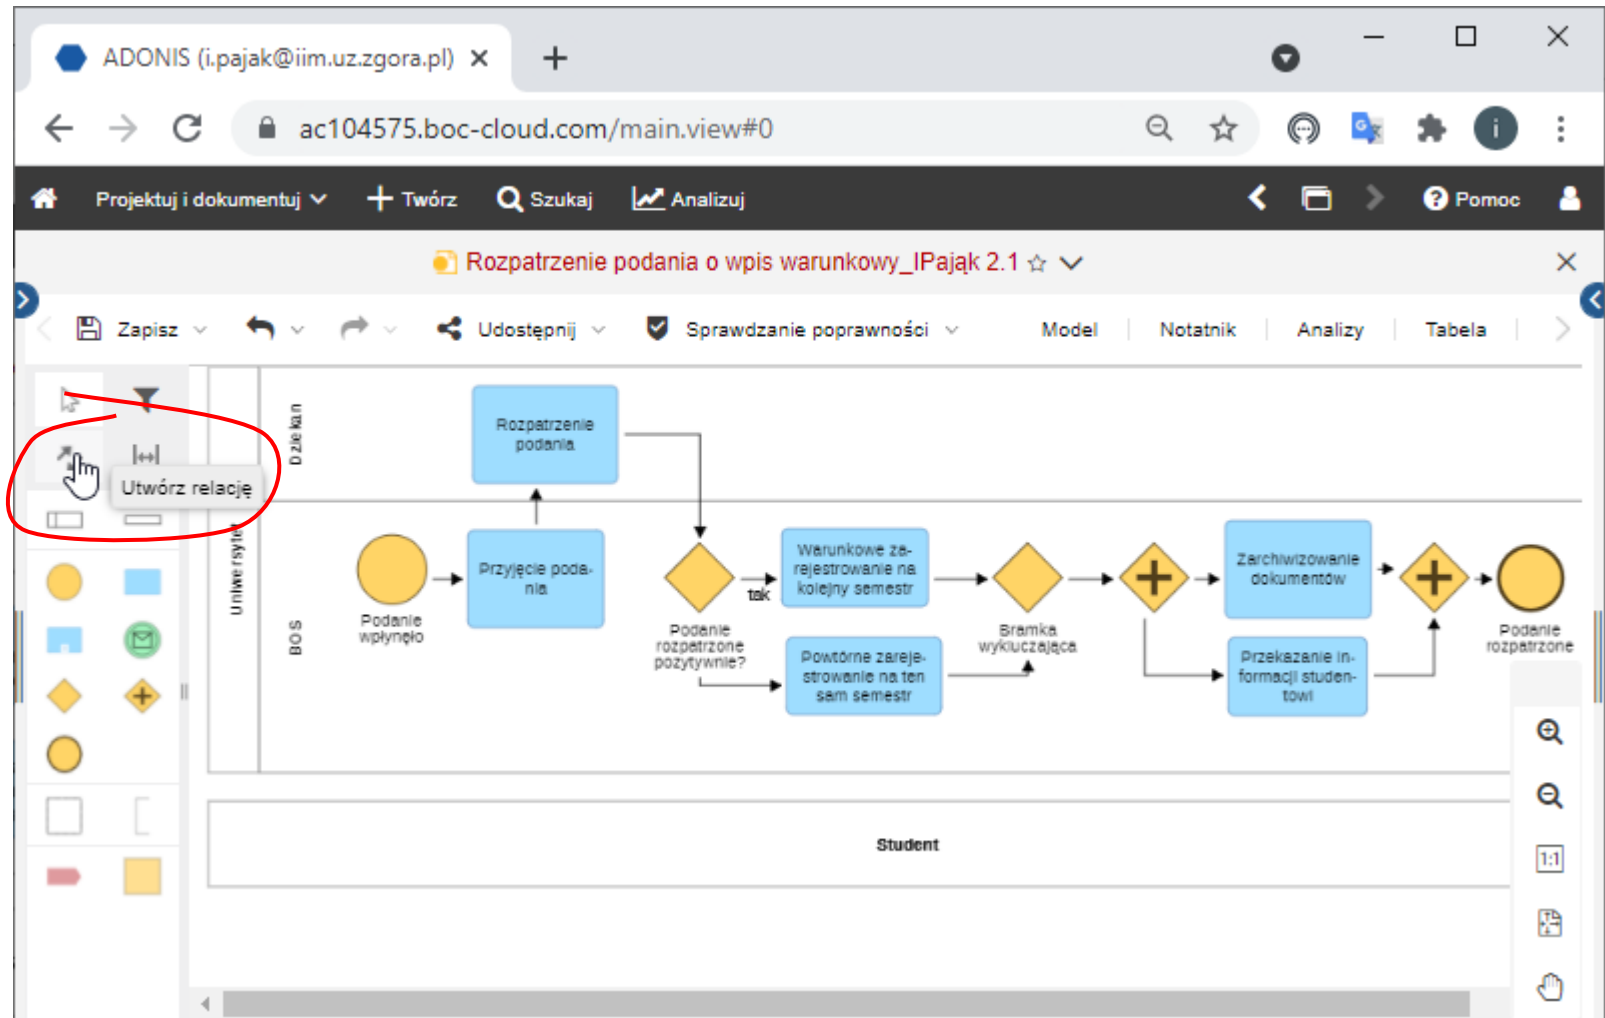 ADONIS (i.pajak@iim.uz.zgora.pl)
ac104575.boc-cloud.com/main.view#0
i
Projektuj i dokumentuj
Twórz
Szukaj
Analizuj
Pomoc
Rozpatrzenie podania o wpis warunkowy_IPająk 2.1
Zapisz
Udostępnij
Sprawdzanie poprawności
Model
Notatnik
Analizy
Tabela
Utwórz relację
Uniwersytet
Dziekan
Rozpatrzenie
podania
BOS
Podanie
wpłynęło
Przyjęcie poda-
nia
Podanie
rozpatrzone
pozytywnie?
tak
Warunkowe za-
rejestrowanie na
kolejny semestr
Powtórne zareje-
strowanie na ten
sam semestr
Bramka
wykluczająca
Zarchiwizowanie
dokumentów
Przekazanie in-
formacji studen-
towi
Podanie
rozpatrzone
Student
1:1